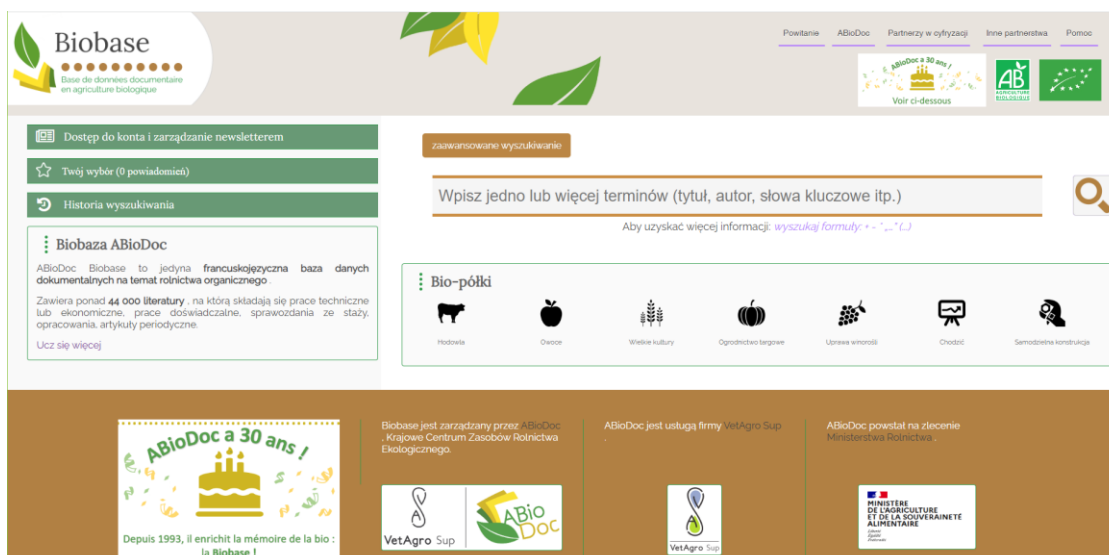 Biobase
Base de données documentaire
en agriculture biologique
Powitanie
ABioDoc
Partnerzy w cyfryzacji
Inne partnerstwa
Pomoc
ABioDoc a 30 ans !
Voir ci-dessous
AB
AGRICULTURE
BIOLOGIQUE
Dostęp do konta i zarządzanie newsletterem
Twój wybór (0 powiadomień)
Historia wyszukiwania
zaawansowane wyszukiwanie
Wpisz jedno lub więcej terminów (tytuł, autor, słowa kluczowe itp.)
Aby uzyskać więcej informacji: wyszukaj formuły: + - * „..." (...)
Biobaza ABioDoc
ABioDoc Biobase to jedyna francuskojęzyczna baza danych
dokumentalnych na temat rolnictwa organicznego .
Zawiera ponad 44 000 literatury , na którą składają się prace techniczne
lub ekonomiczne, prace doświadczalne, sprawozdania ze staży,
opracowania, artykuły periodyczne.
Ucz się więcej
Bio-półki
Hodowla
Owoce
Wielkie kultury
Ogrodnictwo targowe
Uprawa winorośli
Chodzić
Samodzielna konstrukcja
ABioDoc a 30 ans !
Depuis 1993, il enrichit la mémoire de la bio :
la Biobase !
Biobase jest zarządzany przez ABioDoc
, Krajowe Centrum Zasobów Rolnictwa
Ekologicznego.
VetAgro Sup
ABio
Doc
ABioDoc jest usługą firmy VetAgro Sup
.
VetAgro Sup
ABioDoc powstał na zlecenie
Ministerstwa Rolnictwa .
MINISTÈRE
DE L'AGRICULTURE
ET DE LA SOUVERAINETÉ
ALIMENTAIRE
Liberté
Égalité
Fraternité